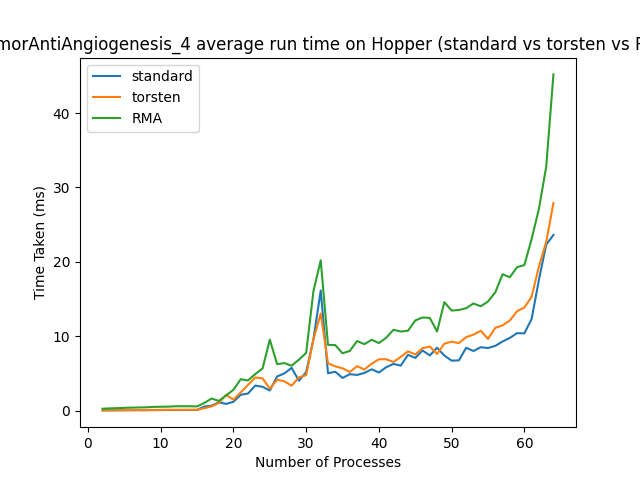 morAntiAngiogenesis_4 average run time on Hopper (standard vs torsten vs
standard
torsten
RMA
Time Taken (ms)
40
30
20
10
0
0 10 20 30 40 50 60
Number of Processes